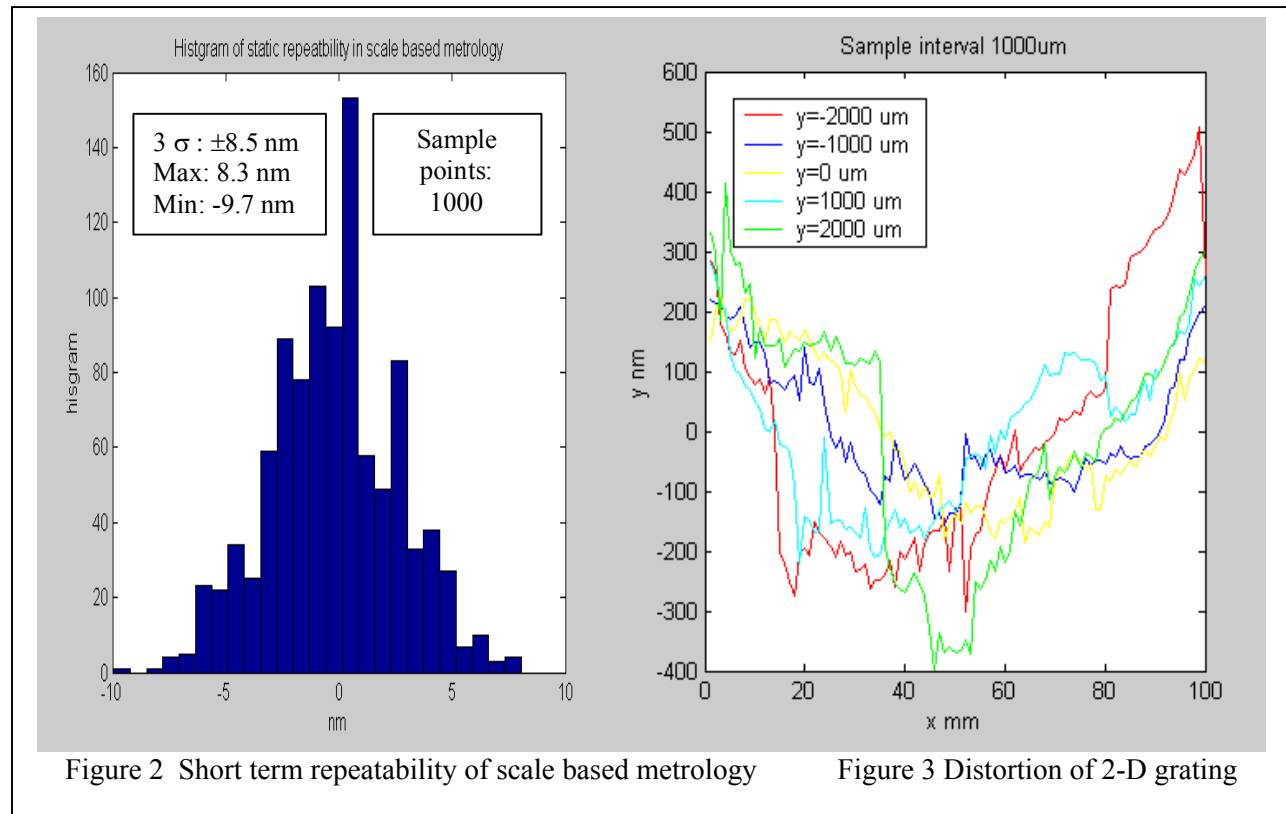 Histgram of static repeatbility in scale based metrology
160
140
120
100
80
60
40
20
0
hisgram
3 σ : ±8.5 nm
Max: 8.3 nm
Min: -9.7 nm
Sample
points:
1000
-10
-5
0
5
10
nm
Sample interval 1000um
600
500
400
300
200
100
0
-100
-200
-300
-400
y nm
y=-2000 um
y=-1000 um
y=0 um
y=1000 um
y=2000 um
0
20
40
60
80
100
x mm
Figure 2 Short term repeatability of scale based metrology
Figure 3 Distortion of 2-D grating